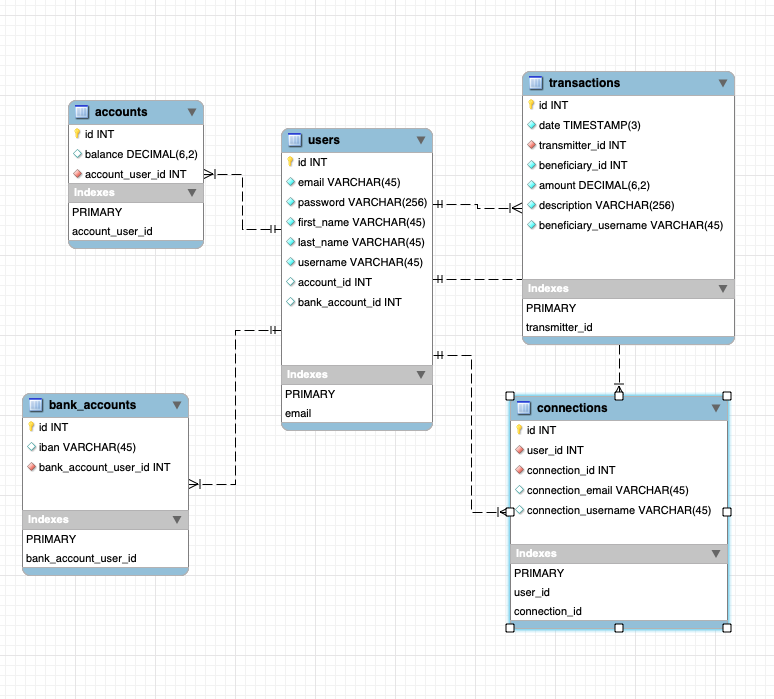 accounts
id INT
balance DECIMAL(6,2)
account_user_id INT
Indexes
PRIMARY
account_user_id
users
id INT
email VARCHAR(45)
password VARCHAR(256)
first_name VARCHAR(45)
last_name VARCHAR(45)
username VARCHAR(45)
account_id INT
bank_account_id INT
Indexes
PRIMARY
email
transactions
id INT
date TIMESTAMP(3)
transmitter_id INT
beneficiary_id INT
amount DECIMAL(6,2)
description VARCHAR(256)
beneficiary_username VARCHAR(45)
Indexes
PRIMARY
transmitter_id
bank_accounts
id INT
iban VARCHAR(45)
bank_account_user_id INT
Indexes
PRIMARY
bank_account_user_id
connections
id INT
user_id INT
connection_id INT
connection_email VARCHAR(45)
connection_username VARCHAR(45)
Indexes
PRIMARY
user_id
connection_id